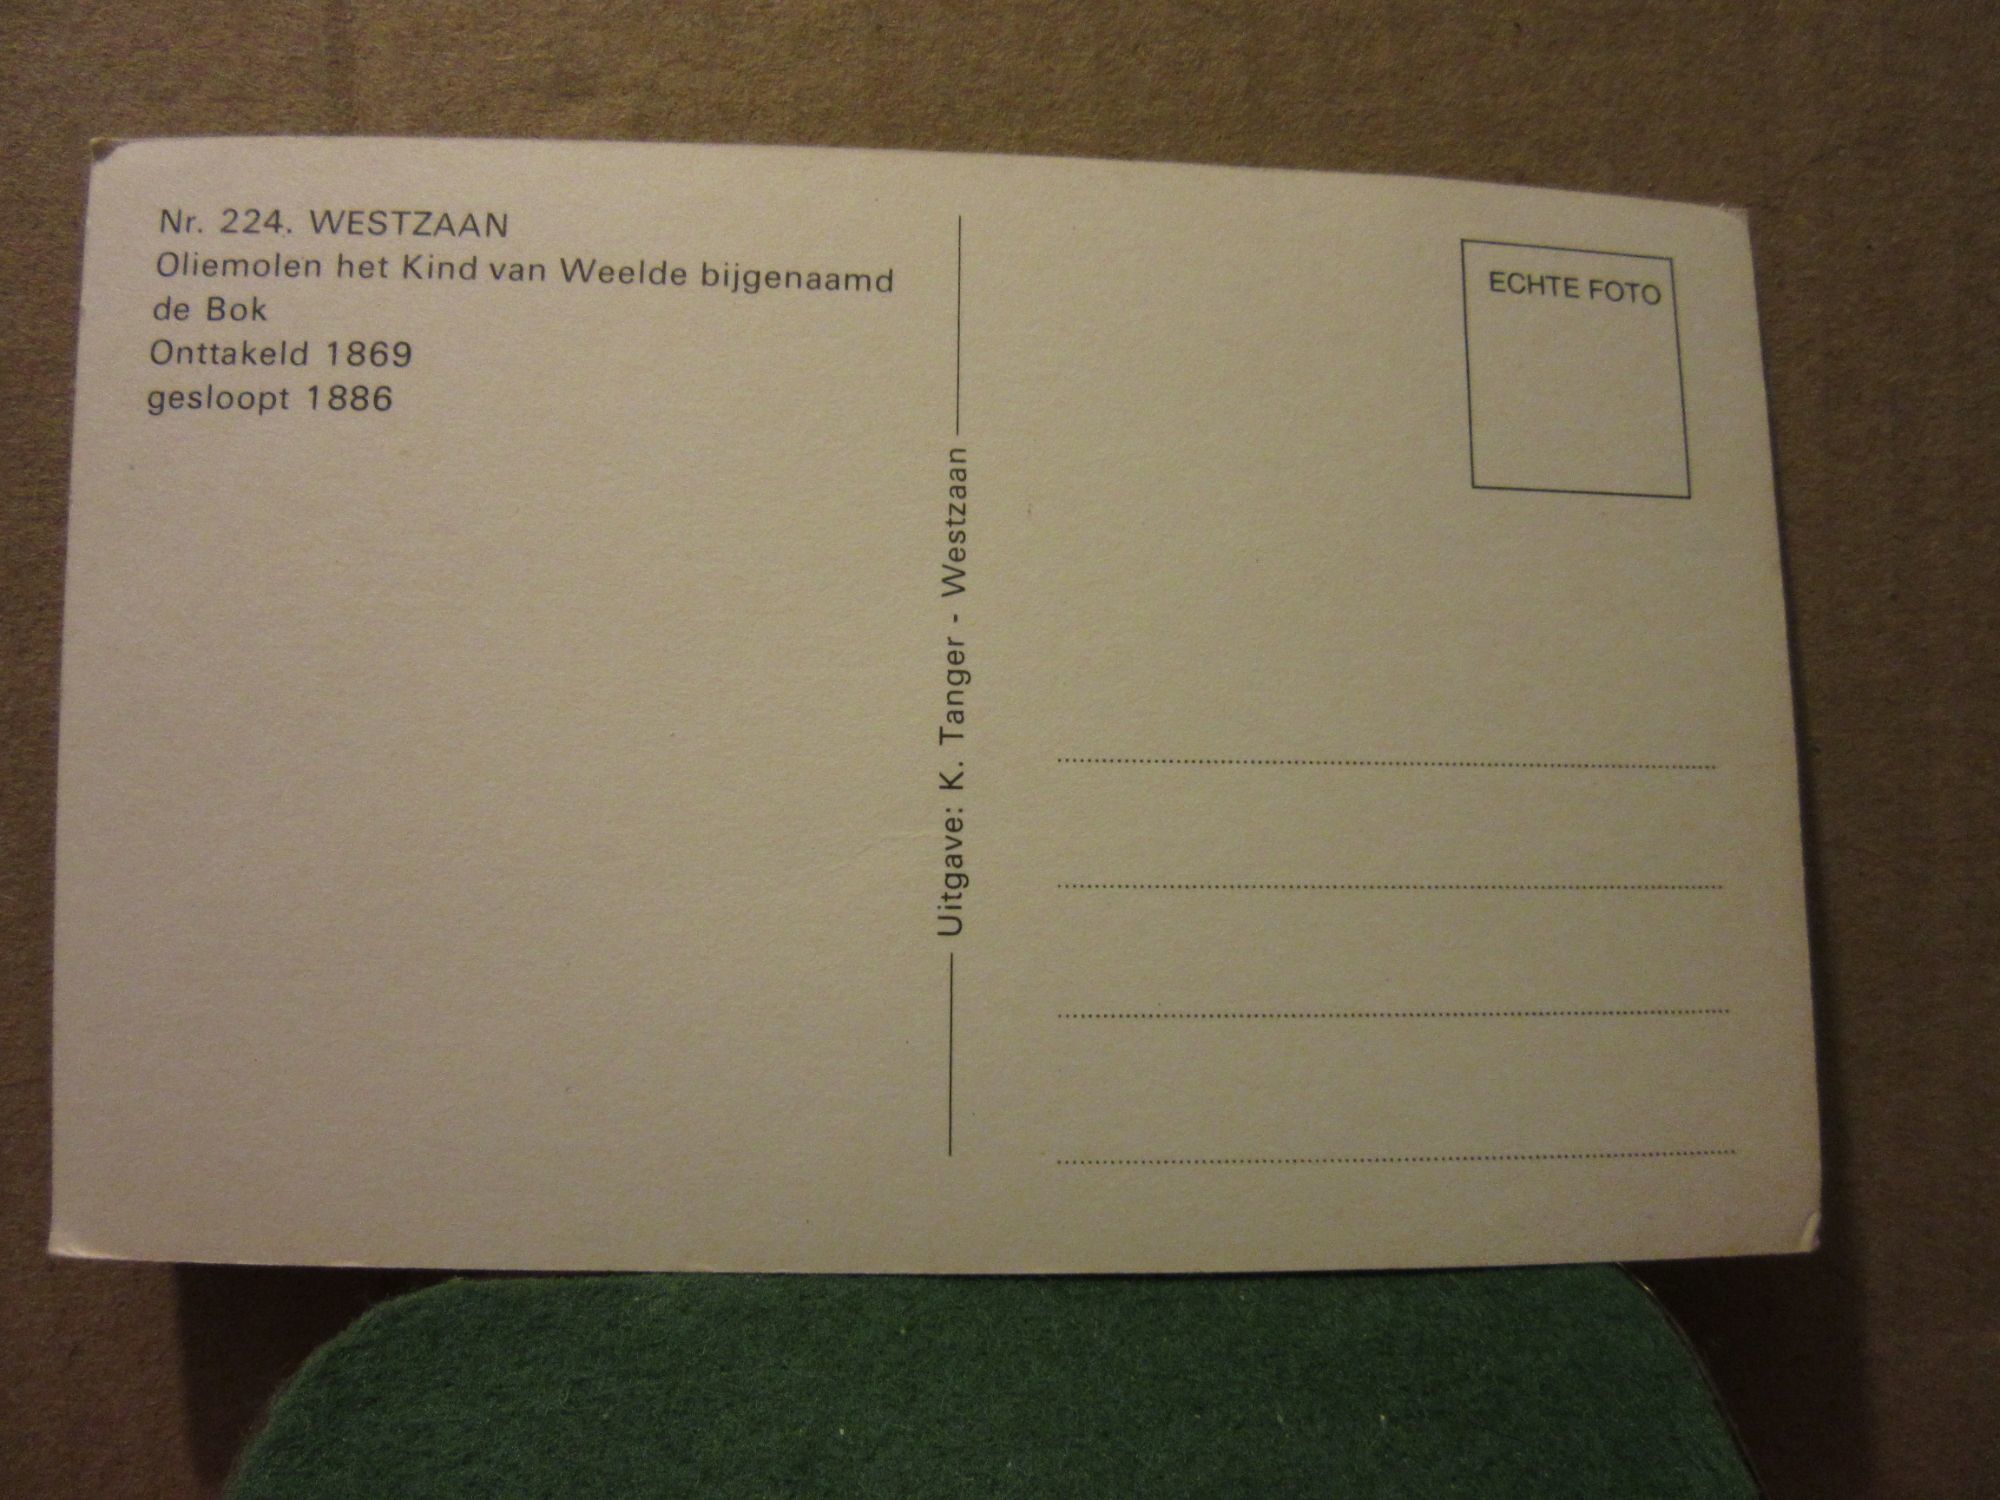 Nr. 224. WESTZAAN
Oliemolen het Kind van Weelde bijgenaamd
de Bok
Onttakeld 1869
gesloopt 1886
Uitgave: K. Tanger - Westzaan
ECHTE FOTO